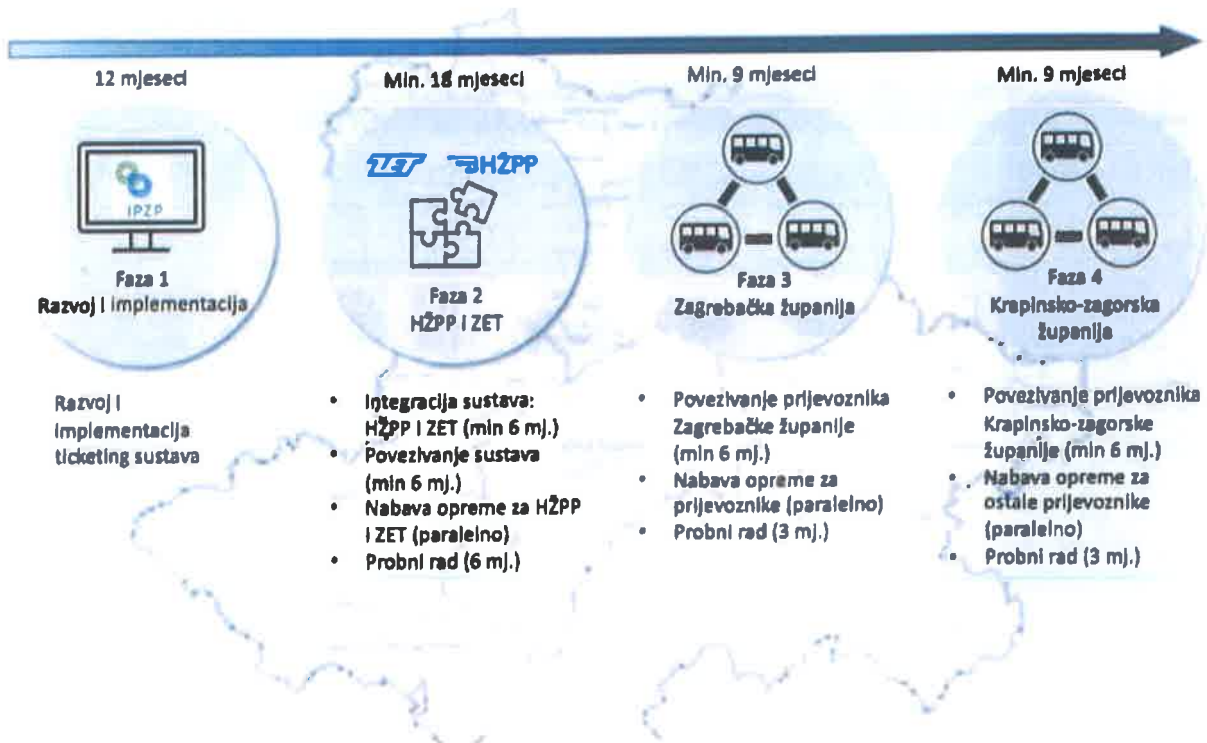 12 mjeseci
Min. 18 mjeseci
Min. 9 mjeseci
Min. 9 mjeseci
IPZP
Faza 1
Razvoj i implementacija
Razvoj i
implementacija
ticketing sustava
ZET HŽPP
Faza 2
HŽPP i ZET
• Integracija sustava:
HŽPP i ZET (min 6 mj.)
• Povezivanje sustava
(min 6 mj.)
• Nabava opreme za HŽPP
i ZET (paralelno)
• Probni rad (6 mj.)
Faza 3
Zagrebačka županija
• Povezivanje prijevoznika
Zagrebačke županije
(min 6 mj.)
• Nabava opreme za
prijevoznike (paralelno)
• Probni rad (3 mj.)
Faza 4
Krapinsko-zagorska
županija
• Povezivanje prijevoznika
Krapinsko-zagorske
županije (min 6 mj.)
• Nabava opreme za
ostale prijevoznike
(paralelno)
• Probni rad (3 mj.)